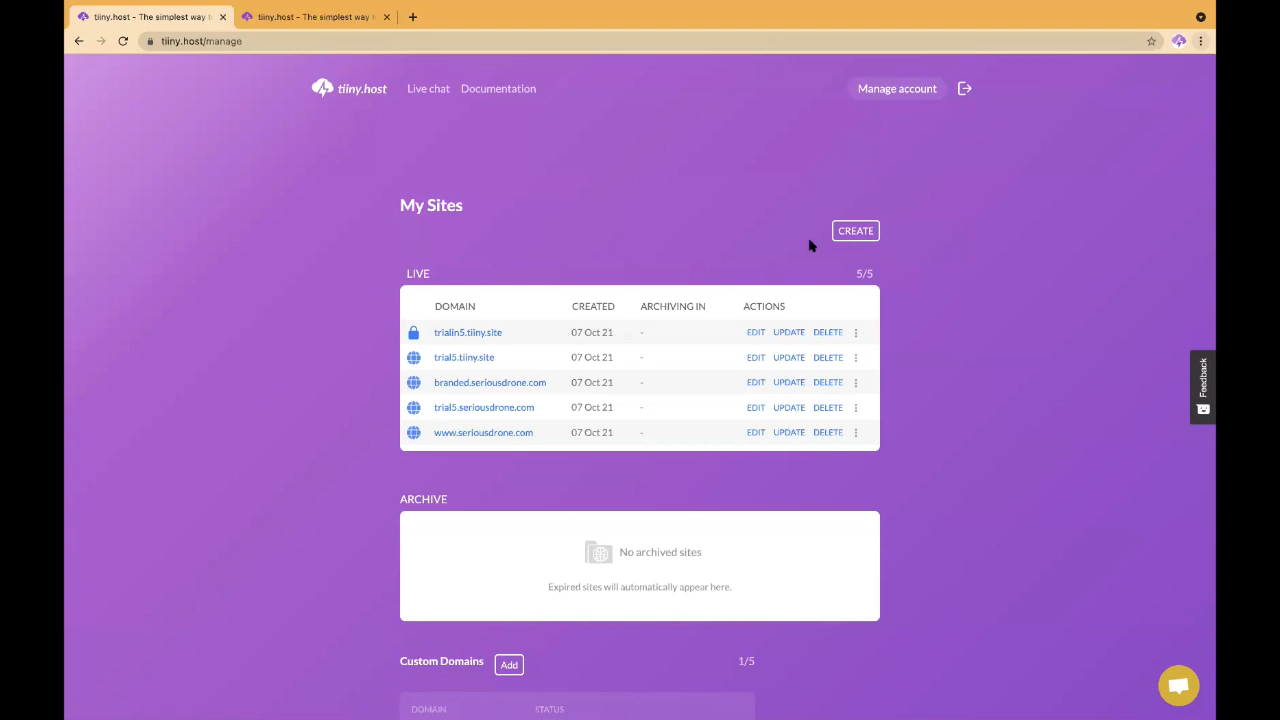 tiiny.host - The simplest way t
tiiny.host - The simplest way t
tiiny.host/manage
tiiny.host Live chat Documentation Manage account
My Sites
CREATE
LIVE 5/5
DOMAIN CREATED ARCHIVING IN ACTIONS
trialin5.tiiny.site 07 Oct 21 - EDIT UPDATE DELETE
trial5.tiiny.site 07 Oct 21 - EDIT UPDATE DELETE
branded.seriousdrone.com 07 Oct 21 - EDIT UPDATE DELETE
trial5.seriousdrone.com 07 Oct 21 - EDIT UPDATE DELETE
www.seriousdrone.com 07 Oct 21 - EDIT UPDATE DELETE
Feedback
ARCHIVE
No archived sites
Expired sites will automatically appear here.
Custom Domains Add 1/5
DOMAIN STATUS